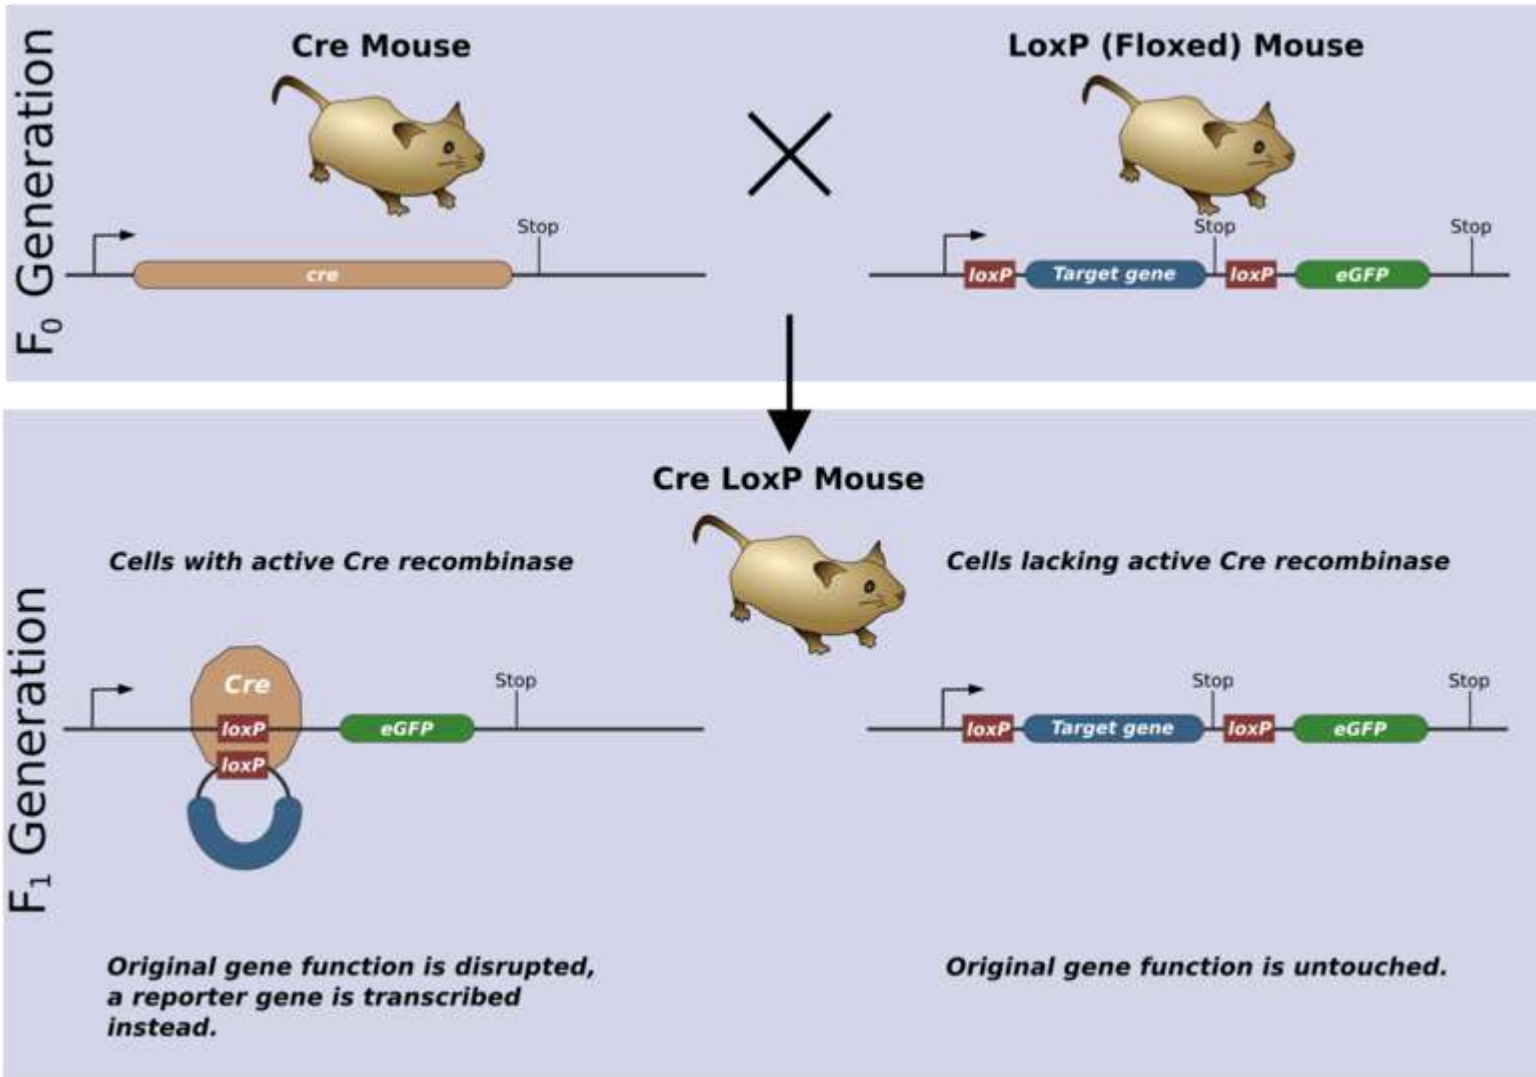 F0 Generation
Cre Mouse
LoxP (Floxed) Mouse
Stop
cre
Stop
Stop
loxP
Target gene
loxP
eGFP
F1 Generation
Cre LoxP Mouse
Cells with active Cre recombinase
Cells lacking active Cre recombinase
Cre
Stop
loxP
eGFP
loxP
Stop
Stop
loxP
Target gene
loxP
eGFP
Original gene function is disrupted,
a reporter gene is transcribed
instead.
Original gene function is untouched.